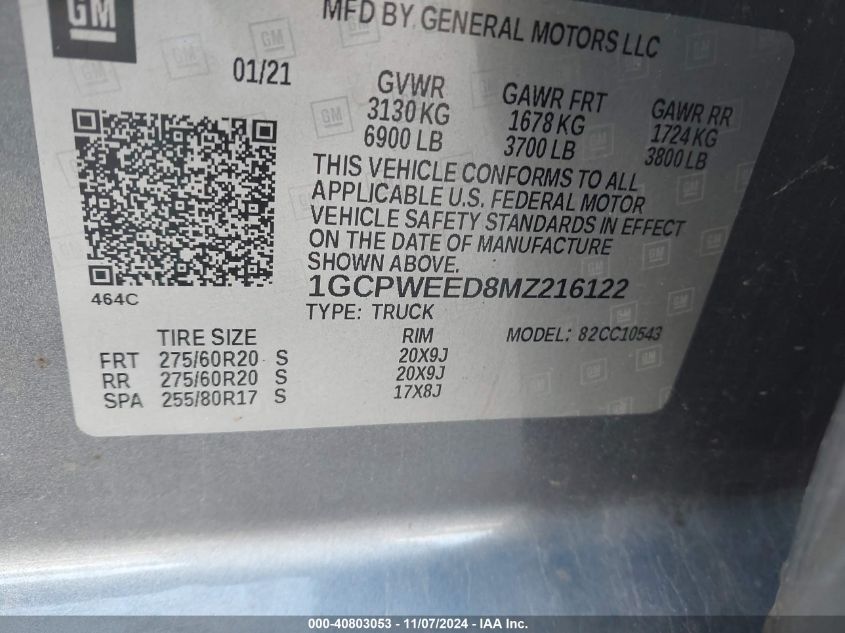 GM
MFD BY GENERAL MOTORS LLC
01/21
GVWR
3130 KG
6900 LB
GAWR FRT
1678 KG
3700 LB
GAWR RR
1724 KG
3800 LB
THIS VEHICLE CONFORMS TO ALL
APPLICABLE U.S. FEDERAL MOTOR
VEHICLE SAFETY STANDARDS IN EFFECT
ON THE DATE OF MANUFACTURE
SHOWN ABOVE.
464C
1GCPWEED8MZ216122
TYPE: TRUCK
MODEL: 82CC10543
TIRE SIZE RIM
FRT 275/60R20 S 20X9J
RR 275/60R20 S 20X9J
SPA 255/80R17 S 17X8J
000-40803053 - 11/07/2024 - IAA Inc.